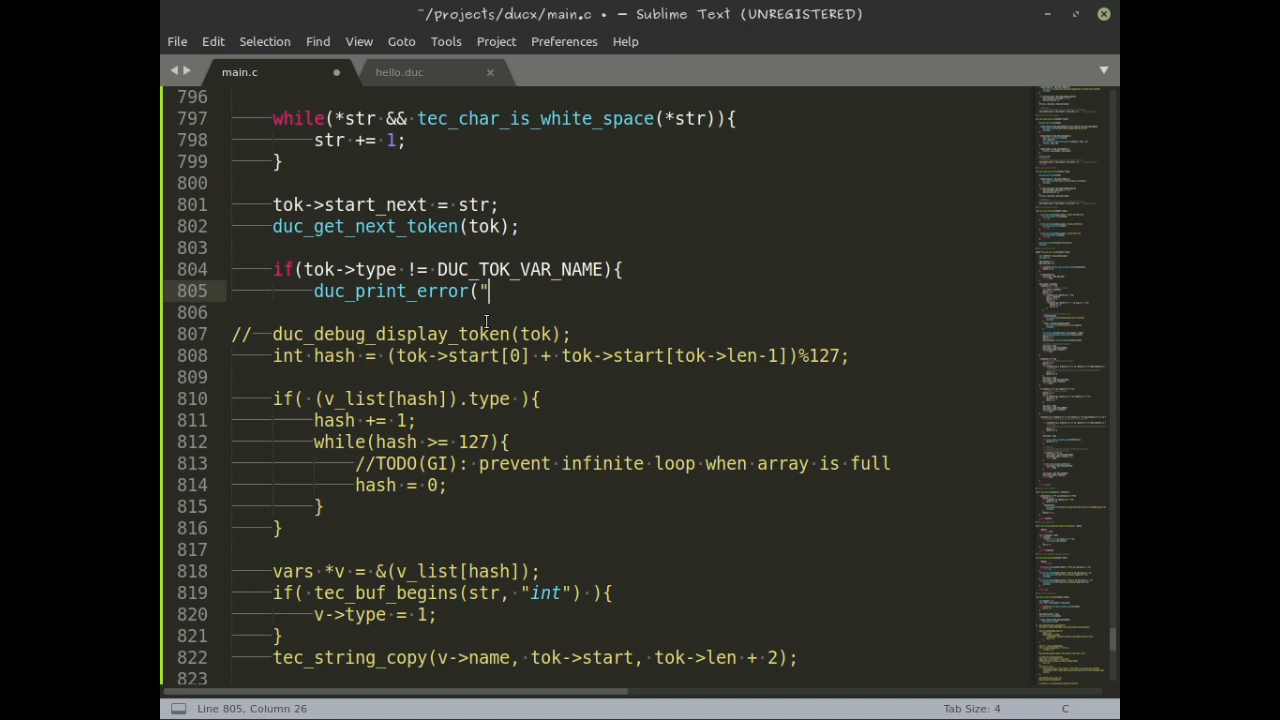 ~/projects/ducx/main.c • — Sublime Text (UNREGISTERED)
File Edit Selection Find View Goto Tools Project Preferences Help
main.c hello.duc
796
797 while(*str && tec_char_is_white_space(*str)){
798 str += 1;
799 }
800
801 tok->start_next = str;
802 duc_get_next_token(tok);
803
804 if(tok->type != DUC_TOK_VAR_NAME){
805 duc_print_error("
806
807 // duc_debug_display_token(tok);
808 int hash = (tok->start[0] + tok->start[tok->len-1])%127;
809
810 if( (v_list[hash]).type ){
811 hash += 1;
812 while(hash >= 127){
813 //TODO(GI): prevent infinite loop when array is full
814 hash = 0;
815 }
816 }
817
818 vars *v = &(v_list[hash]);
819 if( tec_buf_begins(str, "int") ){
820 v->type = 1;
821 }
822 tec_string_copy(v->name, tok->start, tok->len + 2);
823
Line 805, Column 26 Tab Size: 4 C